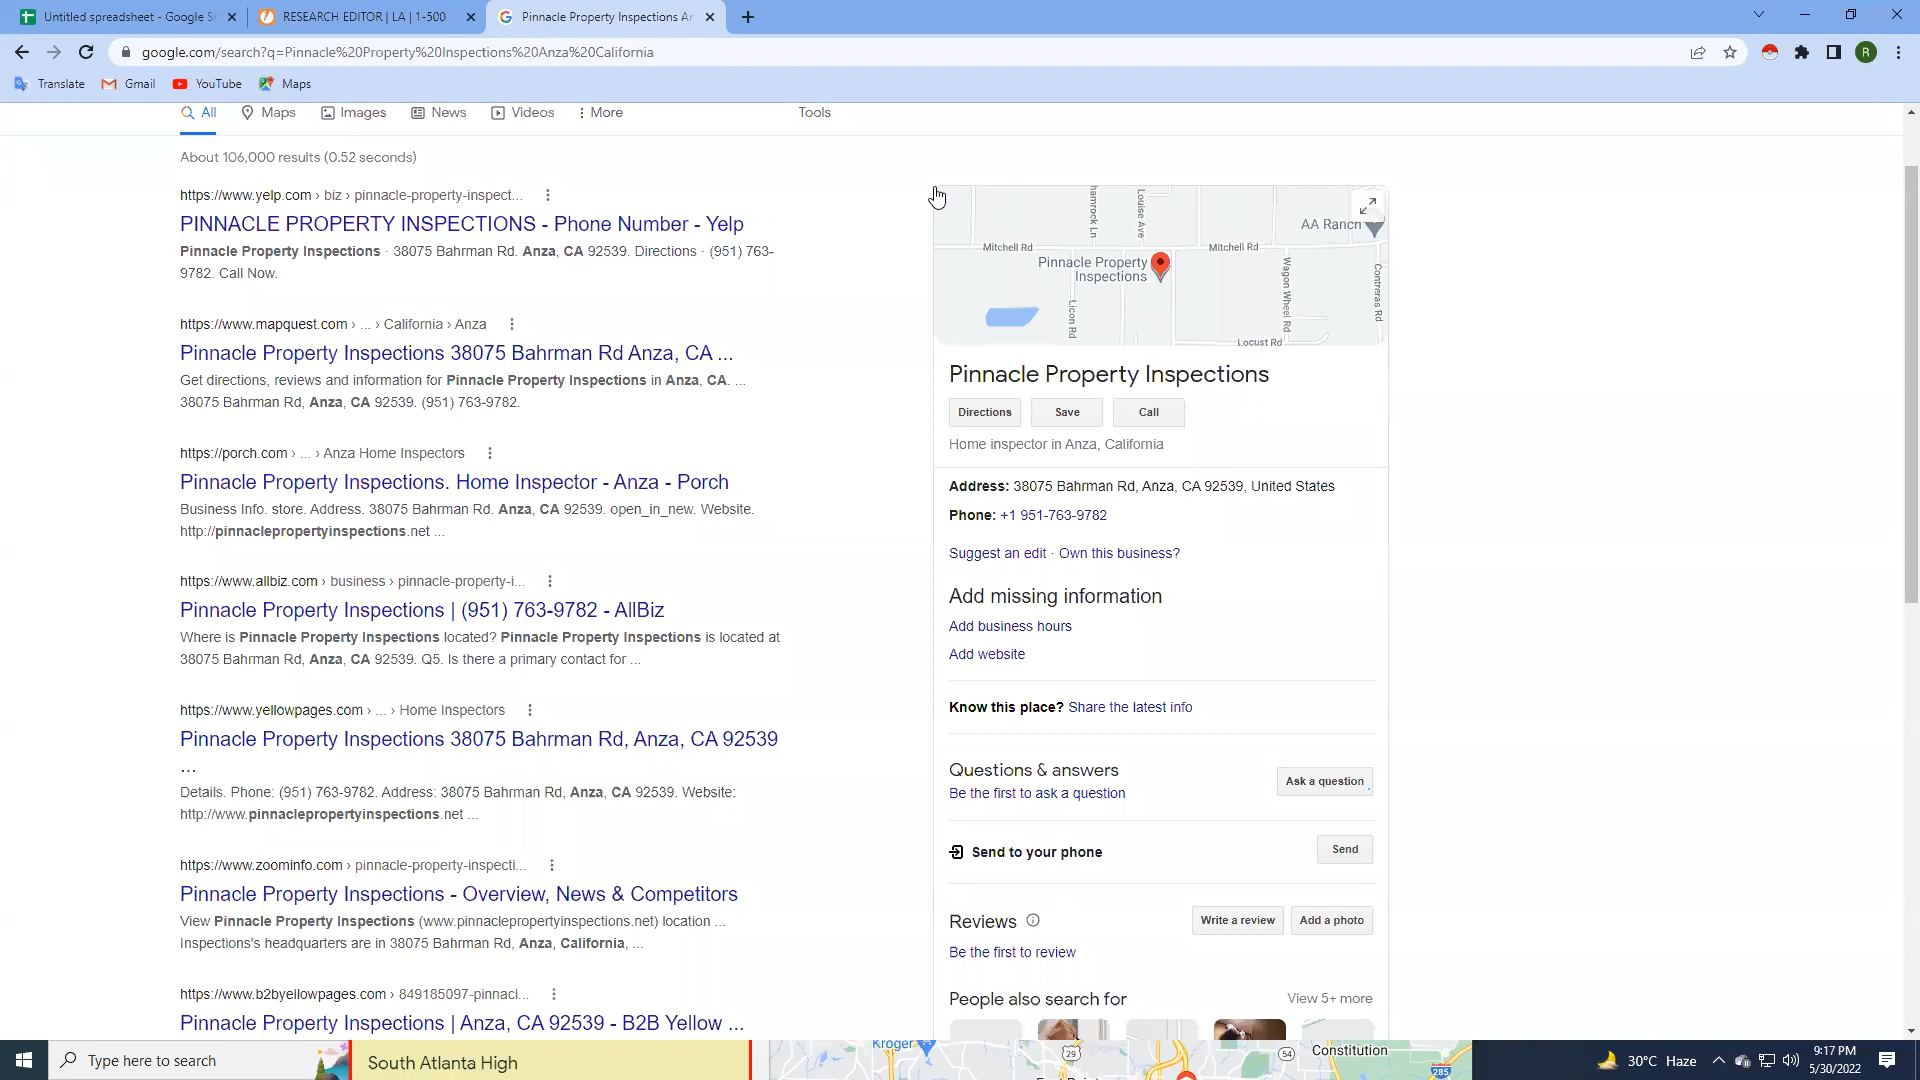 Untitled spreadsheet - Google S
RESEARCH EDITOR | LA | 1-500
Pinnacle Property Inspections Ar
google.com/search?q=Pinnacle%20Property%20Inspections%20Anza%20California
R
Translate
Gmail
YouTube
Maps
All
Maps
Images
News
Videos
More
Tools
About 106,000 results (0.52 seconds)
https://www.yelp.com › biz › pinnacle-property-inspect...
PINNACLE PROPERTY INSPECTIONS - Phone Number - Yelp
Pinnacle Property Inspections · 38075 Bahrman Rd. Anza, CA 92539. Directions · (951) 763-
9782. Call Now.
https://www.mapquest.com › ... › California › Anza
Pinnacle Property Inspections 38075 Bahrman Rd Anza, CA ...
Get directions, reviews and information for Pinnacle Property Inspections in Anza, CA. ...
38075 Bahrman Rd, Anza, CA 92539. (951) 763-9782.
https://porch.com › ... › Anza Home Inspectors
Pinnacle Property Inspections. Home Inspector - Anza - Porch
Business Info. store. Address. 38075 Bahrman Rd. Anza, CA 92539. open_in_new. Website.
http://pinnaclepropertyinspections.net ...
https://www.allbiz.com › business › pinnacle-property-i...
Pinnacle Property Inspections | (951) 763-9782 - AllBiz
Where is Pinnacle Property Inspections located? Pinnacle Property Inspections is located at
38075 Bahrman Rd, Anza, CA 92539. Q5. Is there a primary contact for ...
https://www.yellowpages.com › ... › Home Inspectors
Pinnacle Property Inspections 38075 Bahrman Rd, Anza, CA 92539
...
Details. Phone: (951) 763-9782. Address: 38075 Bahrman Rd, Anza, CA 92539. Website:
http://www.pinnaclepropertyinspections.net ...
https://www.zoominfo.com › pinnacle-property-inspecti...
Pinnacle Property Inspections - Overview, News & Competitors
View Pinnacle Property Inspections (www.pinnaclepropertyinspections.net) location ...
Inspections's headquarters are in 38075 Bahrman Rd, Anza, California, ...
https://www.b2byellowpages.com › 849185097-pinnacl...
Pinnacle Property Inspections | Anza, CA 92539 - B2B Yellow ...
hamrock Ln
Louise Ave
AA Ranch
Mitchell Rd
Mitchell Rd
Pinnacle Property
Inspections
Licon Rd
Wagon Wheel Rd
Contreras Rd
Locust Rd
Pinnacle Property Inspections
Directions
Save
Call
Home inspector in Anza, California
Address: 38075 Bahrman Rd, Anza, CA 92539, United States
Phone: +1 951-763-9782
Suggest an edit · Own this business?
Add missing information
Add business hours
Add website
Know this place? Share the latest info
Questions & answers
Be the first to ask a question
Ask a question
Send to your phone
Send
Reviews
Write a review
Add a photo
Be the first to review
People also search for
View 5+ more
Type here to search
South Atlanta High
Kroger
29
54
Constitution
285
30°C Haze
9:17 PM
5/30/2022